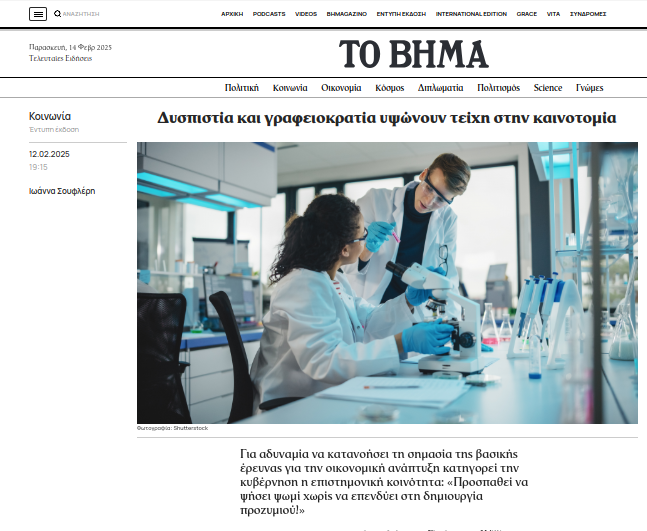 ΑΝΑΖΗΤΗΣΗ
ΑΡΧΙΚΗ PODCASTS VIDEOS BHMAGAZINO ΕΝΤΥΠΗ ΕΚΔΟΣΗ INTERNATIONAL EDITION GRACE VITA ΣΥΝΔΡΟΜΕΣ
Παρασκευή, 14 Φεβρ 2025
Τελευταίες Ειδήσεις
ΤΟ ΒΗΜΑ
Πολιτική Κοινωνία Οικονομία Κόσμος Διπλωματία Πολιτισμός Science Γνώμες
Κοινωνία
Έντυπη έκδοση
12.02.2025
19:15
Ιωάννα Σουφλέρη
Δυσπιστία και γραφειοκρατία υψώνουν τείχη στην καινοτομία
Φωτογραφία: Shutterstock
Για αδυναμία να κατανοήσει τη σημασία της βασικής
έρευνας για την οικονομική ανάπτυξη κατηγορεί την
κυβέρνηση η επιστημονική κοινότητα: «Προσπαθεί να
ψήσει ψωμί χωρίς να επενδύει στη δημιουργία
προζυμιού!»